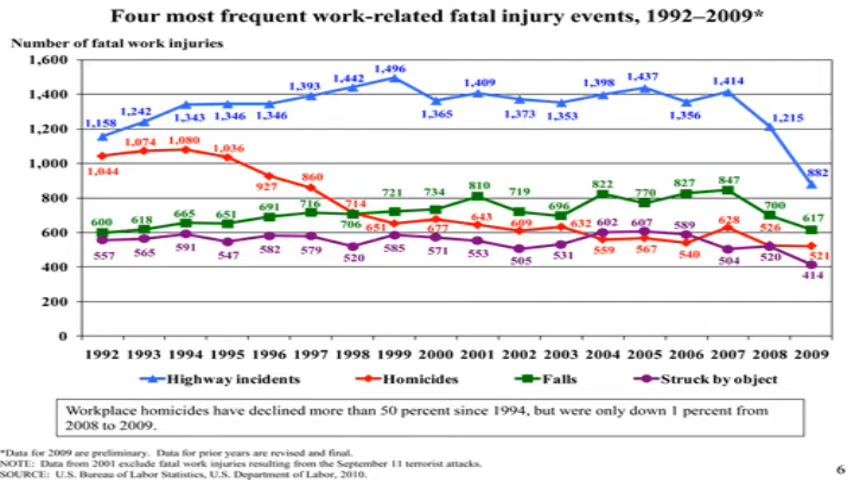 Four most frequent work-related fatal injury events, 1992–2009*
Number of fatal work injuries
1,600
1,400
1,200
1,000
800
600
400
200
0
1,158 1,242 1,343 1,346 1,346 1,393 1,442 1,496 1,365 1,409 1,373 1,353 1,398 1,437 1,356 1,414 1,215 882
1,044 1,074 1,080 1,036 927 860 714 651 677 643 609 632 559 567 540 628 526 521
600 618 665 651 691 716 706 721 734 810 719 696 822 770 827 847 700 617
557 565 591 547 582 579 520 585 571 553 505 531 602 607 589 504 520 414
1992 1993 1994 1995 1996 1997 1998 1999 2000 2001 2002 2003 2004 2005 2006 2007 2008 2009
Highway incidents Homicides Falls Struck by object
Workplace homicides have declined more than 50 percent since 1994, but were only down 1 percent from
2008 to 2009.
*Data for 2009 are preliminary. Data for prior years are revised and final.
NOTE: Data from 2001 exclude fatal work injuries resulting from the September 11 terrorist attacks.
SOURCE: U.S. Bureau of Labor Statistics, U.S. Department of Labor, 2010.
6